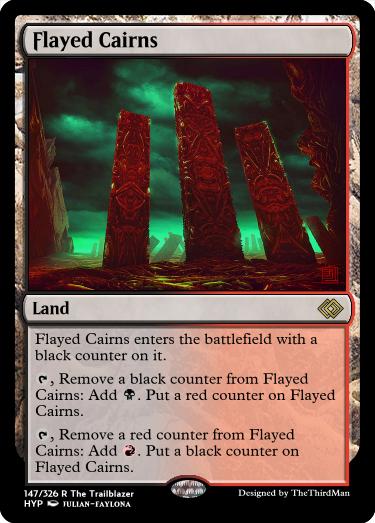 Flayed Cairns
Land
Flayed Cairns enters the battlefield with a
black counter on it.
, Remove a black counter from Flayed
Cairns: Add . Put a red counter on Flayed
Cairns.
, Remove a red counter from Flayed
Cairns: Add . Put a black counter on
Flayed Cairns.
147/326 R The Trailblazer
HYP JULIAN-FAYLONA
Designed by TheThirdMan